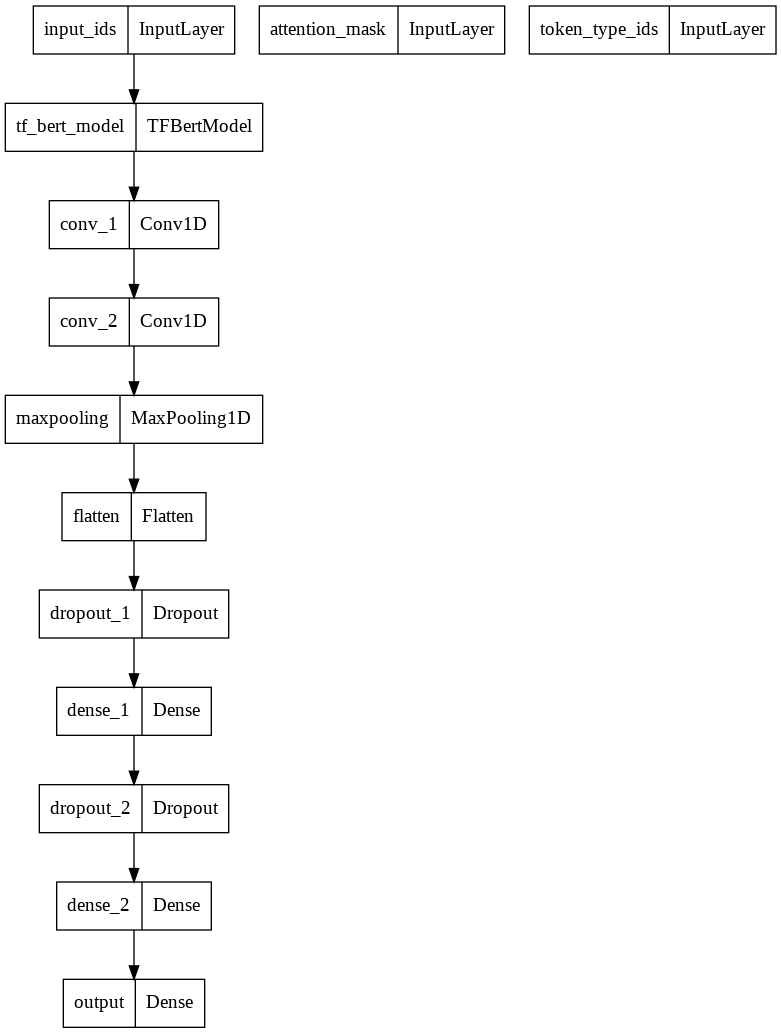 input_ids InputLayer attention_mask InputLayer token_type_ids InputLayer
tf_bert_model TFBertModel
conv_1 Conv1D
conv_2 Conv1D
maxpooling MaxPooling1D
flatten Flatten
dropout_1 Dropout
dense_1 Dense
dropout_2 Dropout
dense_2 Dense
output Dense